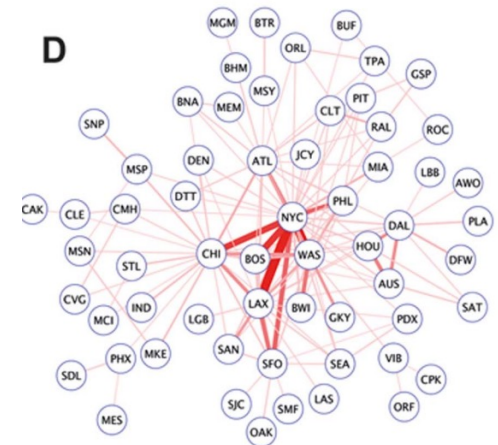 D
MGM
BTR
BUF
ORL
TPA
BHM
GSP
MSY
BNA
MEM
PIT
CLT
RAL
ROC
SNP
JCY
DEN
ATL
MSP
MIA
LBB
AWO
DTT
PHL
CAK
CLE
CMH
NYC
PLA
DAL
MSN
CHI
BOS
WAS
HOU
DFW
STL
AUS
CVG
MCI
IND
LAX
BWI
SAT
LGB
GKY
PDX
SAN
MKE
PHX
SFO
SEA
VIB
SDL
CPK
LAS
SJC
SMF
ORF
MES
OAK